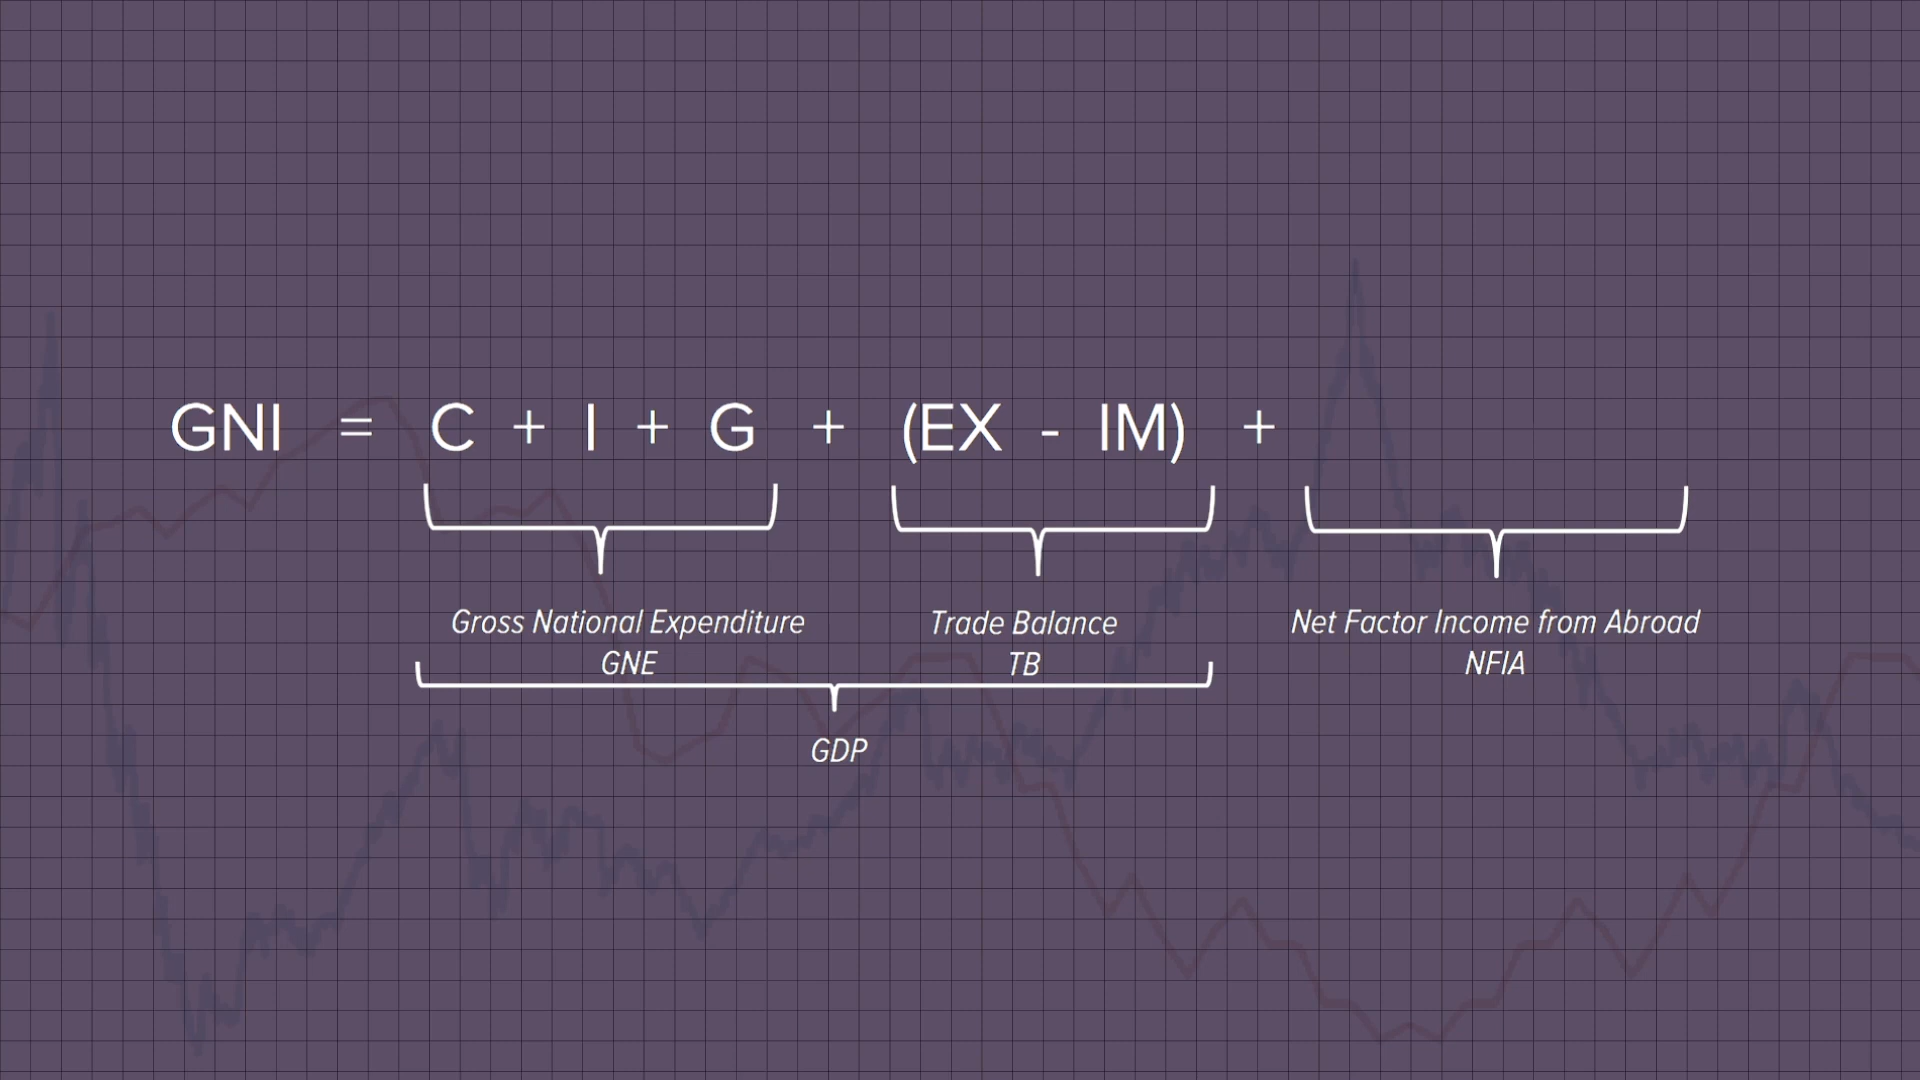 GNI = C + I + G + (EX - IM) +
Gross National Expenditure Trade Balance Net Factor Income from Abroad
GNE TB NFIA
GDP